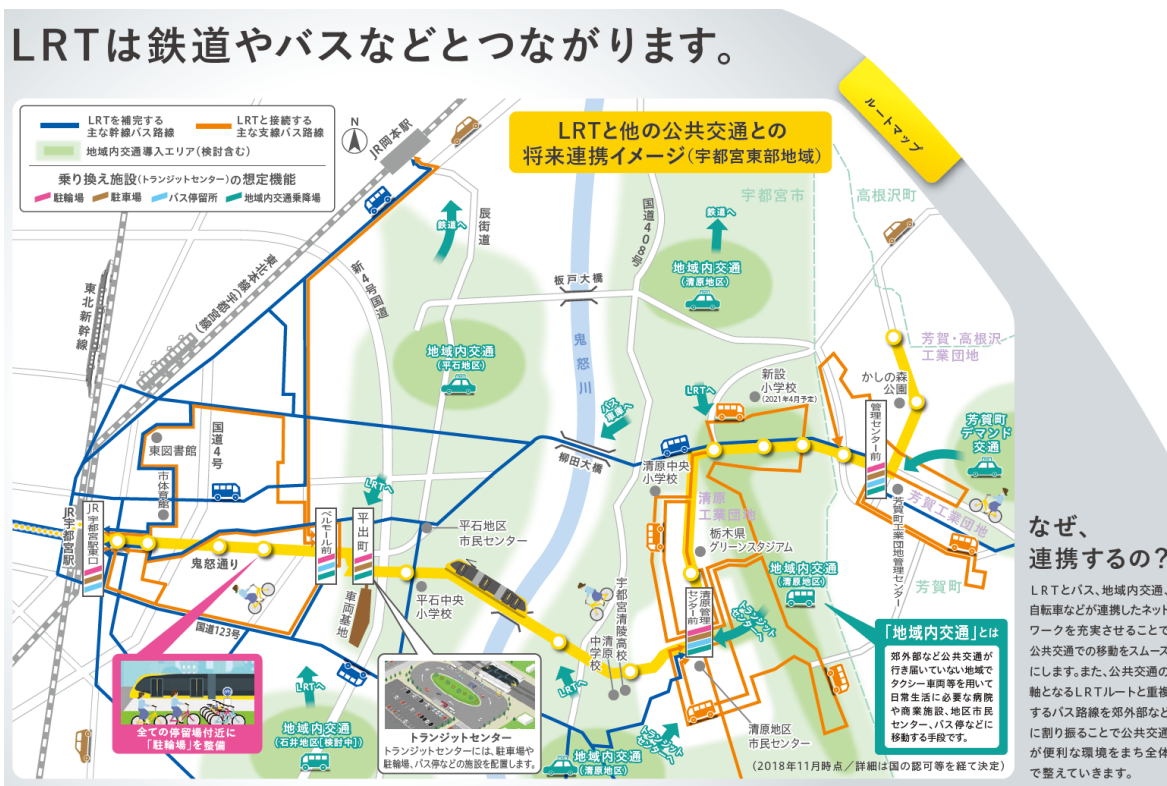 LRTは鉄道やバスなどとつながります。
ルートマップ
LRTを補完する
主な幹線バス路線
LRTと接続する
主な支線バス路線
地域内交通導入エリア(検討含む)
乗り換え施設(トランジットセンター)の想定機能
駐輪場
駐車場
バス停留所
地域内交通乗降場
N
LRTと他の公共交通との
将来連携イメージ(宇都宮東部地域)
JR岡本駅
宇都宮市
高根沢町
辰街道
鉄道へ
国道408号
鉄道へ
地域内交通
(清原地区)
新4号国道
東北本線(宇都宮線)
東北新幹線
板戸大橋
鬼怒川
地域内交通
(平石地区)
芳賀・高根沢
工業団地
かしの森
公園
新設
小学校
(2021年4月予定)
LRTへ
バス
車庫へ
管理センター前
芳賀町
デマンド
交通
国道4号
東図書館
市体育館
柳田大橋
清原中央
小学校
清原
工業団地
芳賀工業団地
LRTへ
JR宇都宮駅
JR宇都宮駅東口
ベルモール前
平出町
平石地区
市民センター
栃木県
グリーンスタジアム
芳賀町工業団地管理センター
鬼怒通り
地域内交通
(清原地区)
芳賀町
平石中央
小学校
車両基地
国道123号
宇都宮清陵高校
清原
中学校
清原管理
センター前
トランジット
センターへ
全ての停留場付近に
「駐輪場」を整備
LRTへ
地域内交通
(石井地区[検討中])
トランジットセンター
トランジットセンターには、駐車場や
駐輪場、バス停などの施設を配置します。
LRTへ
トランジット
センターへ
地域内交通
(清原地区)
清原地区
市民センター
「地域内交通」とは
郊外部など公共交通が
行き届いていない地域で
タクシー車両等を用いて
日常生活に必要な病院
や商業施設、地区市民
センター、バス停などに
移動する手段です。
(2018年11月時点/詳細は国の認可等を経て決定)
なぜ、
連携するの?
LRTとバス、地域内交通、
自転車などが連携したネット
ワークを充実させることで
公共交通での移動をスムーズ
にします。また、公共交通の
軸となるLRTルートと重複
するバス路線を郊外部など
に割り振ることで公共交通
が便利な環境をまち全体
で整えていきます。